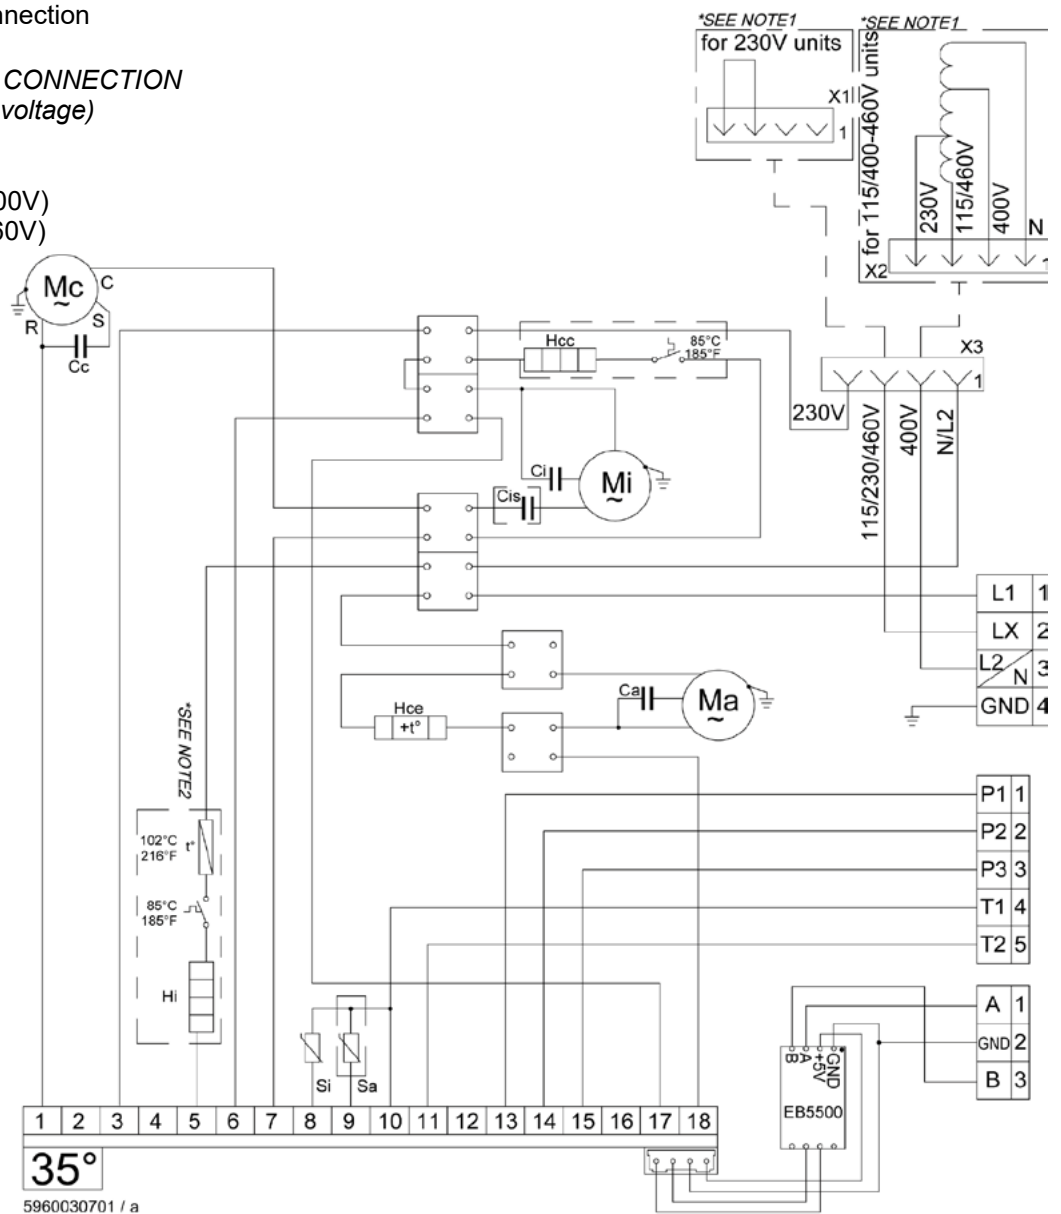 nnection
CONNECTION
voltage)
00V)
60V)
*SEE NOTE1
for 230V units
X1
1
*SEE NOTE1
for 115/400-460V units
230V
115/460V
400V
N
X2
1
Mc
~
C
R
S
Cc
Hcc
85°C
185°F
X3
1
230V
115/230/460V
400V
N/L2
Ci
Cis
Mi
~
L1 1
LX 2
L2/N 3
GND 4
Ca
Ma
~
Hce
+t°
*SEE NOTE2
102°C
216°F
t°
85°C
185°F
Hi
P1 1
P2 2
P3 3
T1 4
T2 5
Si
Sa
A 1
GND 2
B 3
B A +5V GND
EB5500
1 2 3 4 5 6 7 8 9 10 11 12 13 14 15 16 17 18
35°
5960030701 / a